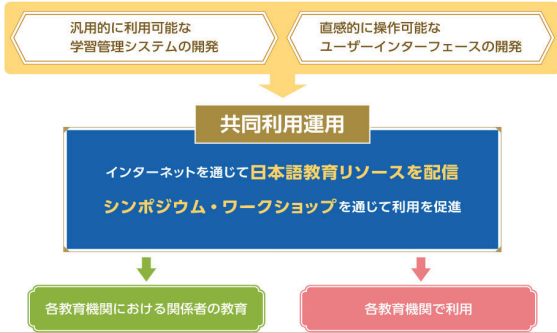 汎用的に利用可能な
学習管理システムの開発
直感的に操作可能な
ユーザーインターフェースの開発
共同利用運用
インターネットを通じて日本語教育リソースを配信
シンポジウム・ワークショップを通じて利用を促進
各教育機関における関係者の教育
各教育機関で利用